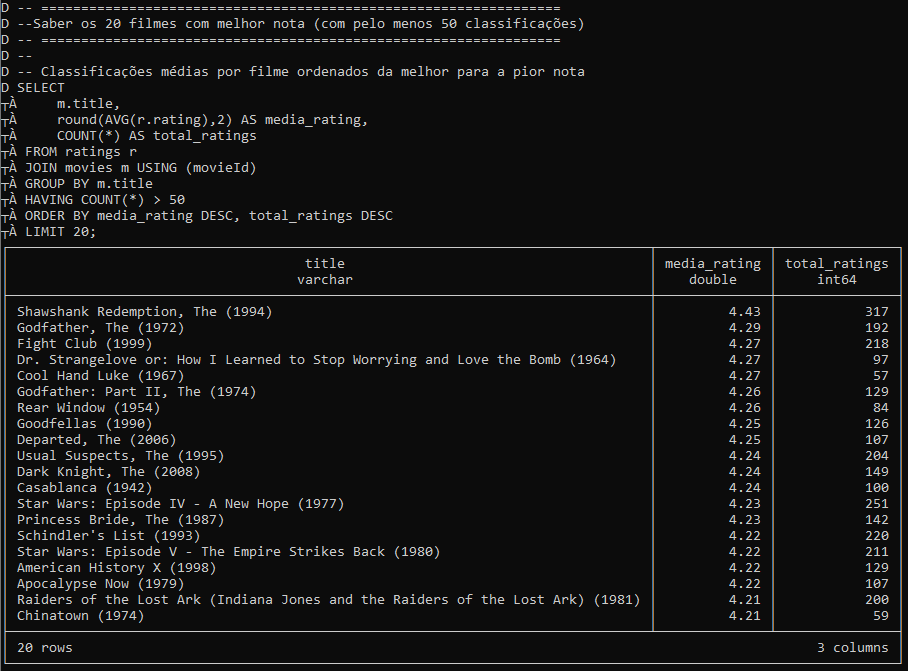 D -- =================================================================
D --Saber os 20 filmes com melhor nota (com pelo menos 50 classificações)
D -- =================================================================
D --
D -- Classificações médias por filme ordenados da melhor para a pior nota
D SELECT
┬À     m.title,
┬À     round(AVG(r.rating),2) AS media_rating,
┬À     COUNT(*) AS total_ratings
┬À FROM ratings r
┬À JOIN movies m USING (movieId)
┬À GROUP BY m.title
┬À HAVING COUNT(*) > 50
┬À ORDER BY media_rating DESC, total_ratings DESC
┬À LIMIT 20;
title media_rating total_ratings
varchar double int64
Shawshank Redemption, The (1994) 4.43 317
Godfather, The (1972) 4.29 192
Fight Club (1999) 4.27 218
Dr. Strangelove or: How I Learned to Stop Worrying and Love the Bomb (1964) 4.27 97
Cool Hand Luke (1967) 4.27 57
Godfather: Part II, The (1974) 4.26 129
Rear Window (1954) 4.26 84
Goodfellas (1990) 4.25 126
Departed, The (2006) 4.25 107
Usual Suspects, The (1995) 4.24 204
Dark Knight, The (2008) 4.24 149
Casablanca (1942) 4.24 100
Star Wars: Episode IV - A New Hope (1977) 4.23 251
Princess Bride, The (1987) 4.23 142
Schindler's List (1993) 4.22 220
Star Wars: Episode V - The Empire Strikes Back (1980) 4.22 211
American History X (1998) 4.22 129
Apocalypse Now (1979) 4.22 107
Raiders of the Lost Ark (Indiana Jones and the Raiders of the Lost Ark) (1981) 4.21 200
Chinatown (1974) 4.21 59
20 rows 3 columns